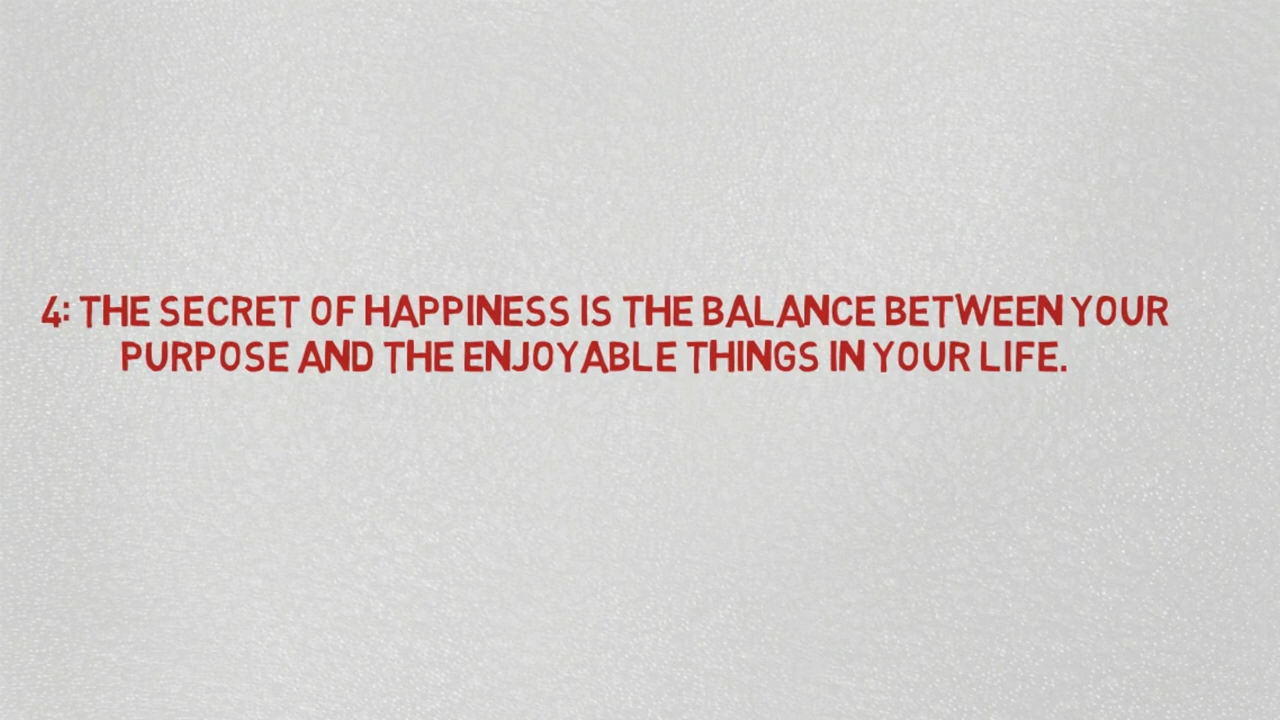 4: THE SECRET OF HAPPINESS IS THE BALANCE BETWEEN YOUR
PURPOSE AND THE ENJOYABLE THINGS IN YOUR LIFE.